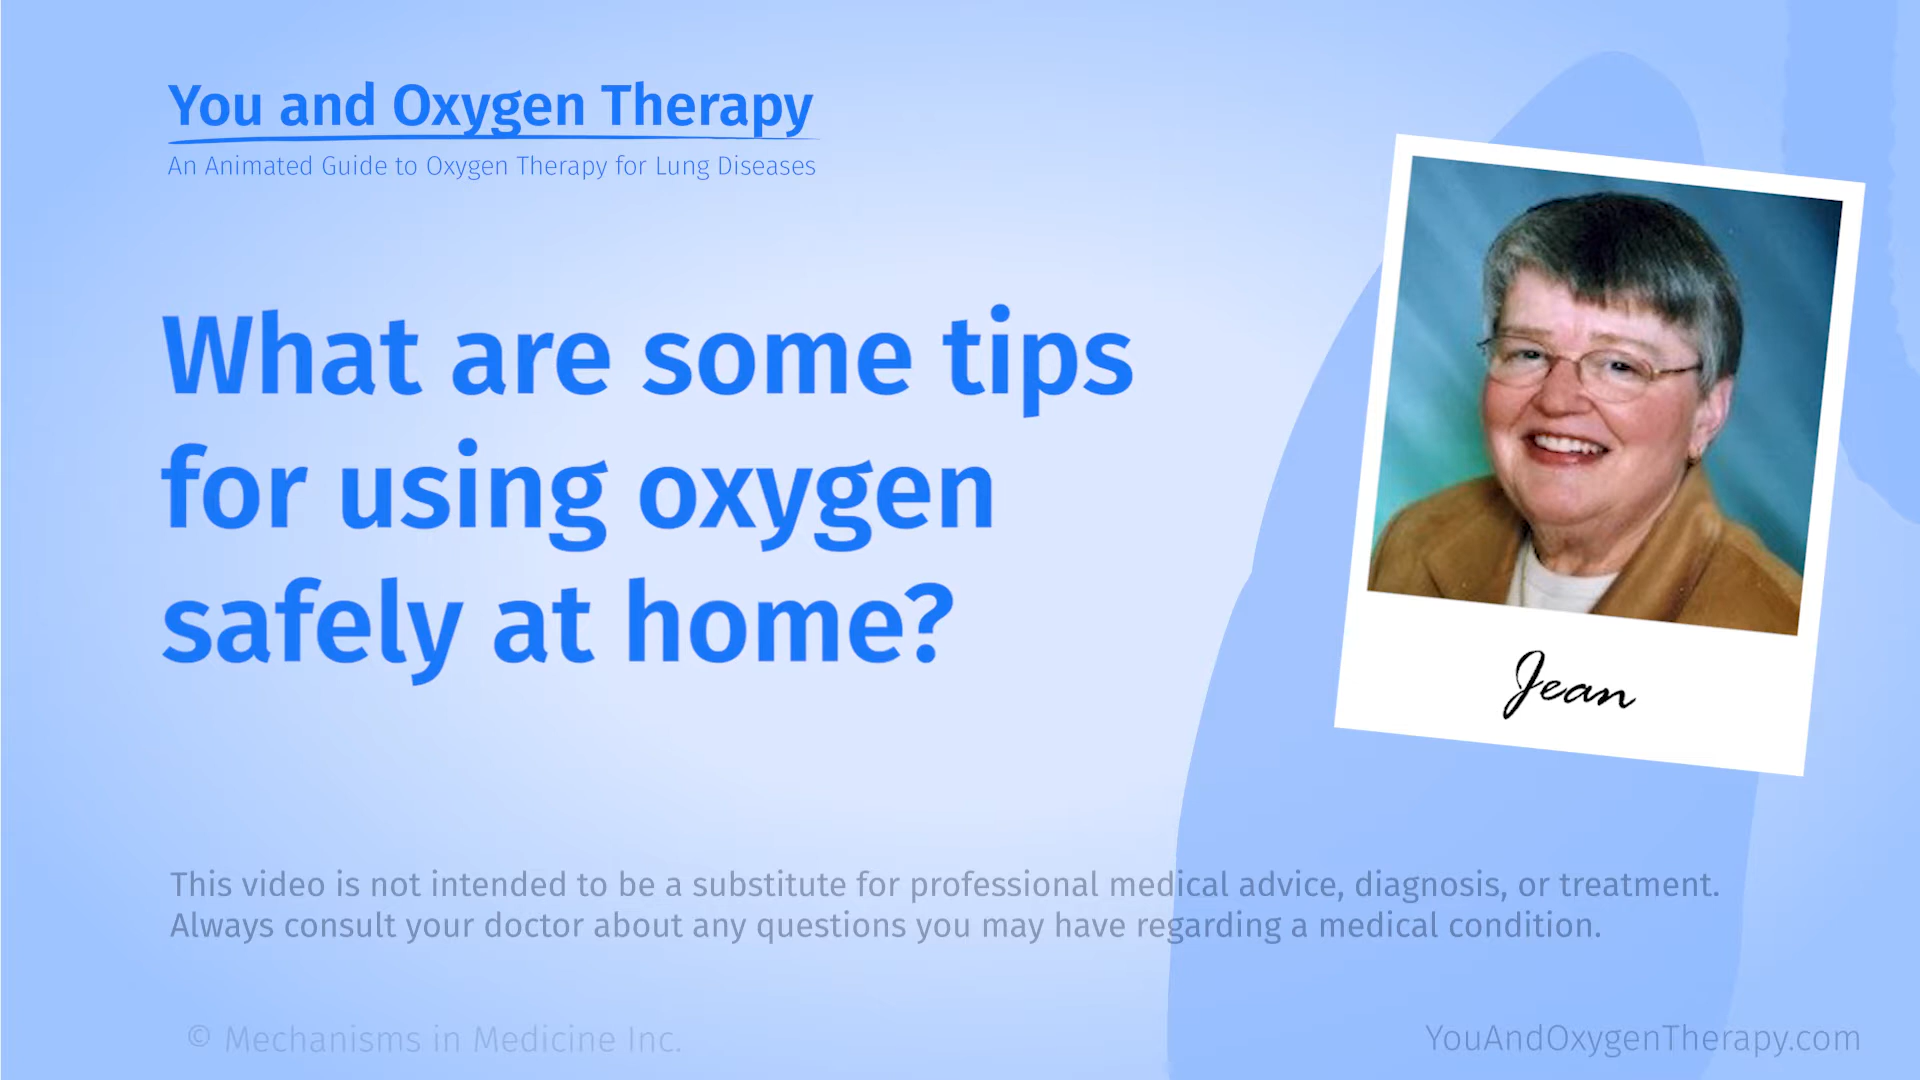 You and Oxygen Therapy
An Animated Guide to Oxygen Therapy for Lung Diseases
What are some tips
for using oxygen
safely at home?
Jean
This video is not intended to be a substitute for professional medical advice, diagnosis, or treatment.
Always consult your doctor about any questions you may have regarding a medical condition.
© Mechanisms in Medicine Inc.
YouAndOxygenTherapy.com